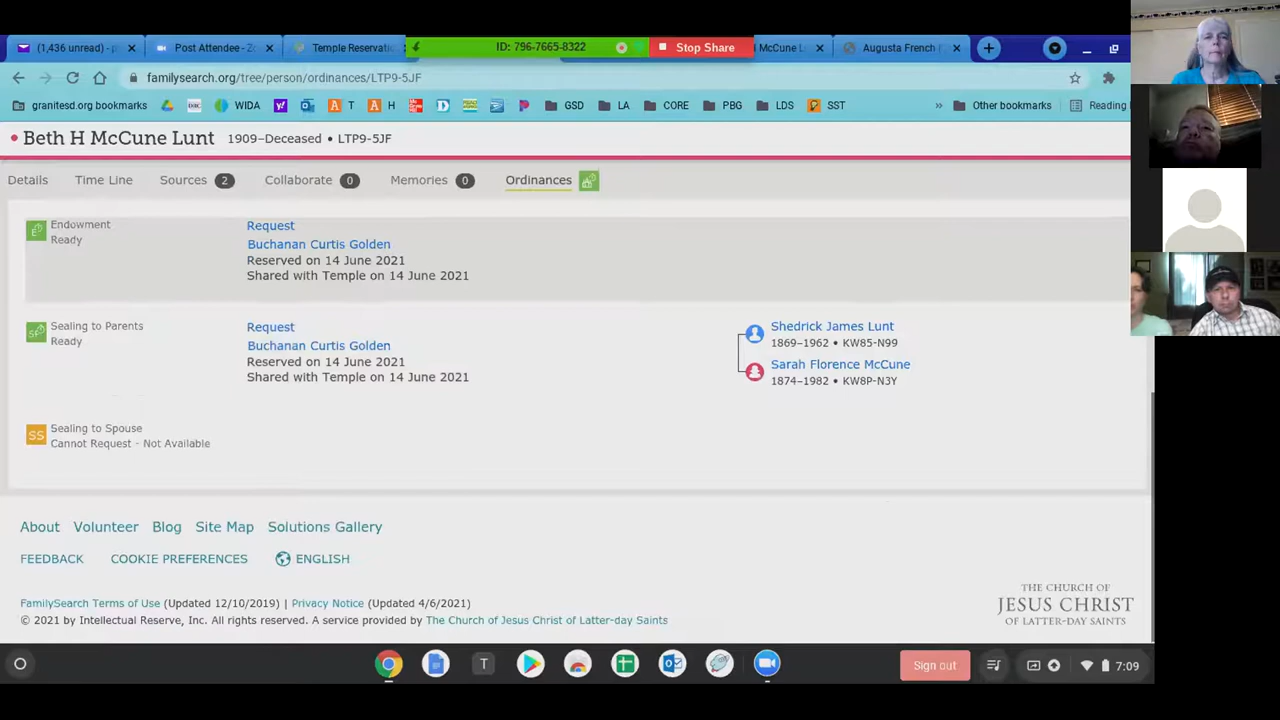 (1,436 unread) - p
Post Attendee - Zo
Temple Reservati
ID: 796-7665-8322
Stop Share
McCune L
Augusta French (
familysearch.org/tree/person/ordinances/LTP9-5JF
granitesd.org bookmarks
WIDA
T
H
GSD
LA
CORE
PBG
LDS
SST
»
Other bookmarks
Reading
Beth H McCune Lunt 1909–Deceased • LTP9-5JF
Details
Time Line
Sources 2
Collaborate 0
Memories 0
Ordinances
Endowment
Ready
Request
Buchanan Curtis Golden
Reserved on 14 June 2021
Shared with Temple on 14 June 2021
Sealing to Parents
Ready
Request
Buchanan Curtis Golden
Reserved on 14 June 2021
Shared with Temple on 14 June 2021
Shedrick James Lunt
1869–1962 • KW85-N99
Sarah Florence McCune
1874–1982 • KW8P-N3Y
SS
Sealing to Spouse
Cannot Request - Not Available
About Volunteer Blog Site Map Solutions Gallery
FEEDBACK COOKIE PREFERENCES ENGLISH
FamilySearch Terms of Use (Updated 12/10/2019) | Privacy Notice (Updated 4/6/2021)
© 2021 by Intellectual Reserve, Inc. All rights reserved. A service provided by The Church of Jesus Christ of Latter-day Saints
THE CHURCH OF
JESUS CHRIST
OF LATTER-DAY SAINTS
T
Sign out
7:09